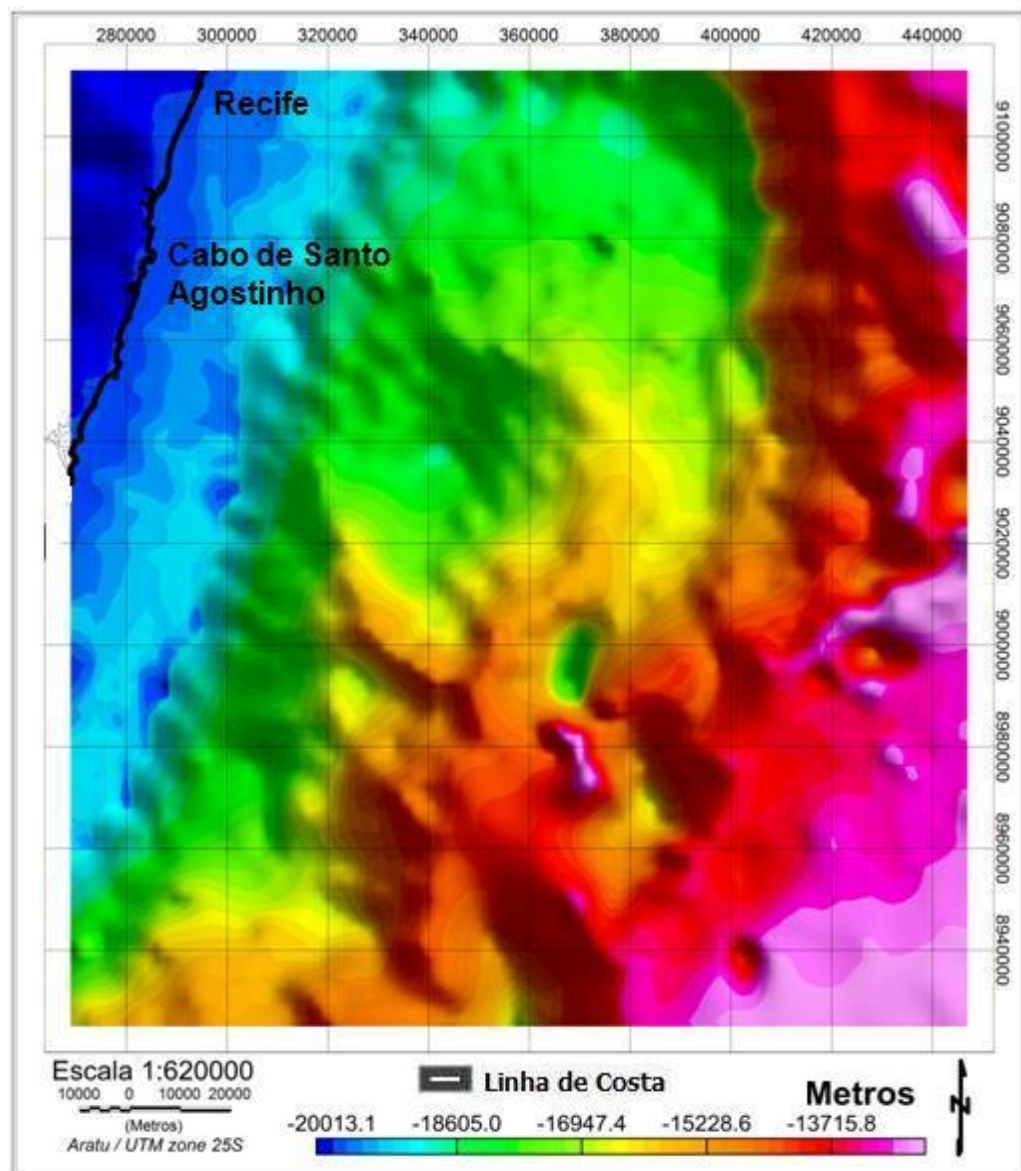 280000 300000 320000 340000 360000 380000 400000 420000 440000
Recife
Cabo de Santo
Agostinho
9100000
9080000
9060000
9040000
9020000
9000000
8980000
8960000
8940000
Escala 1:620000
10000 0 10000 20000
(Metros)
Aratu / UTM zone 25S
Linha de Costa
Metros
N
-20013.1 -18605.0 -16947.4 -15228.6 -13715.8